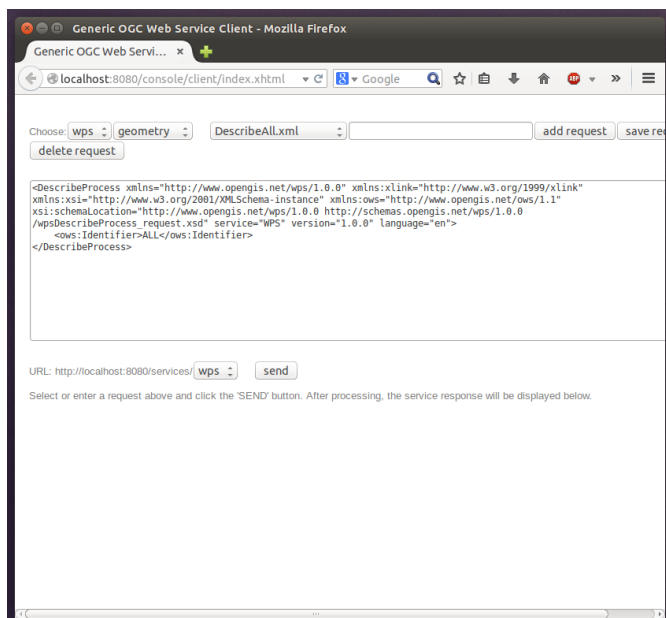 Generic OGC Web Service Client - Mozilla Firefox
Generic OGC Web Servi...
localhost:8080/console/client/index.xhtml
Google
Choose: wps geometry DescribeAll.xml add request save req
delete request
<DescribeProcess xmlns="http://www.opengis.net/wps/1.0.0" xmlns:xlink="http://www.w3.org/1999/xlink"
xmlns:xsi="http://www.w3.org/2001/XMLSchema-instance" xmlns:ows="http://www.opengis.net/ows/1.1"
xsi:schemaLocation="http://www.opengis.net/wps/1.0.0 http://schemas.opengis.net/wps/1.0.0
/wpsDescribeProcess_request.xsd" service="WPS" version="1.0.0" language="en">
<ows:Identifier>ALL</ows:Identifier>
</DescribeProcess>
URL: http://localhost:8080/services/ wps send
Select or enter a request above and click the 'SEND' button. After processing, the service response will be displayed below.